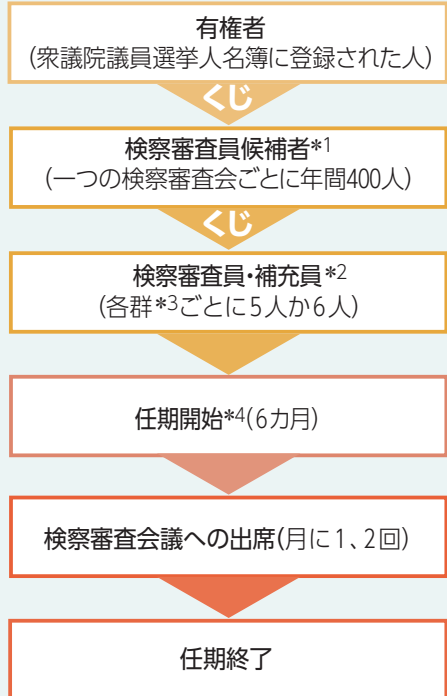 有権者
(衆議院議員選挙人名簿に登録された人)
くじ
検察審査員候補者*1
(一つの検察審査会ごとに年間400人)
くじ
検察審査員・補充員*2
(各群*3ごとに5人か6人)
任期開始*4(6カ月)
検察審査会議への出席(月に1、2回)
任期終了